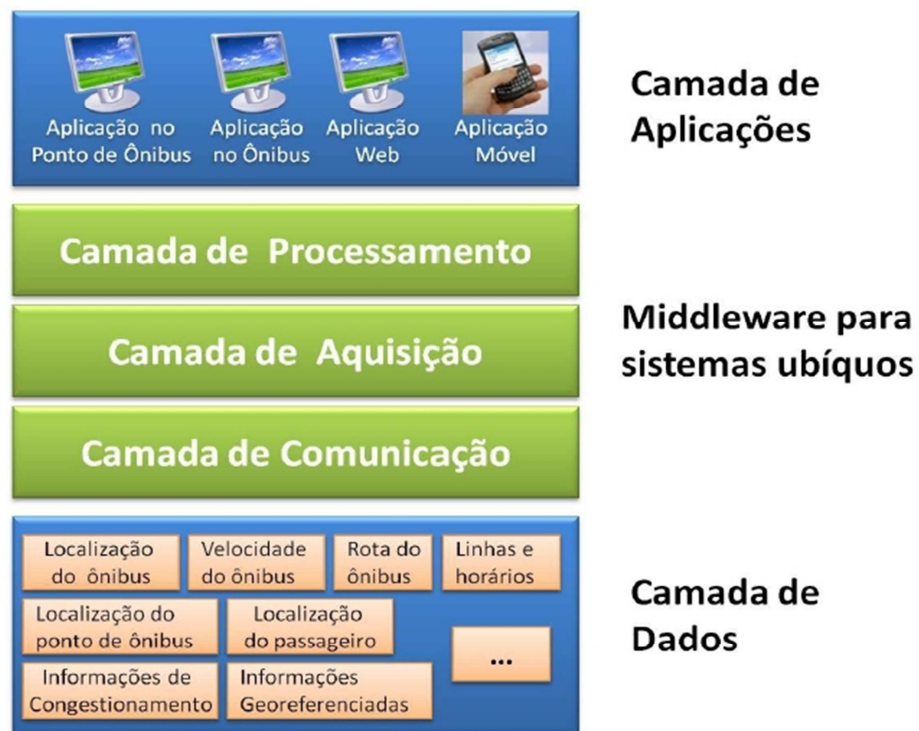 Aplicação no
Ponto de Ônibus
Aplicação
no Ônibus
Aplicação
Web
Aplicação
Móvel
Camada de
Aplicações
Camada de Processamento
Camada de Aquisição
Camada de Comunicação
Middleware para
sistemas ubíquos
Localização
do ônibus
Velocidade
do ônibus
Rota do
ônibus
Linhas e
horários
Localização do
ponto de ônibus
Localização
do passageiro
...
Informações de
Congestionamento
Informações
Georeferenciadas
Camada de
Dados